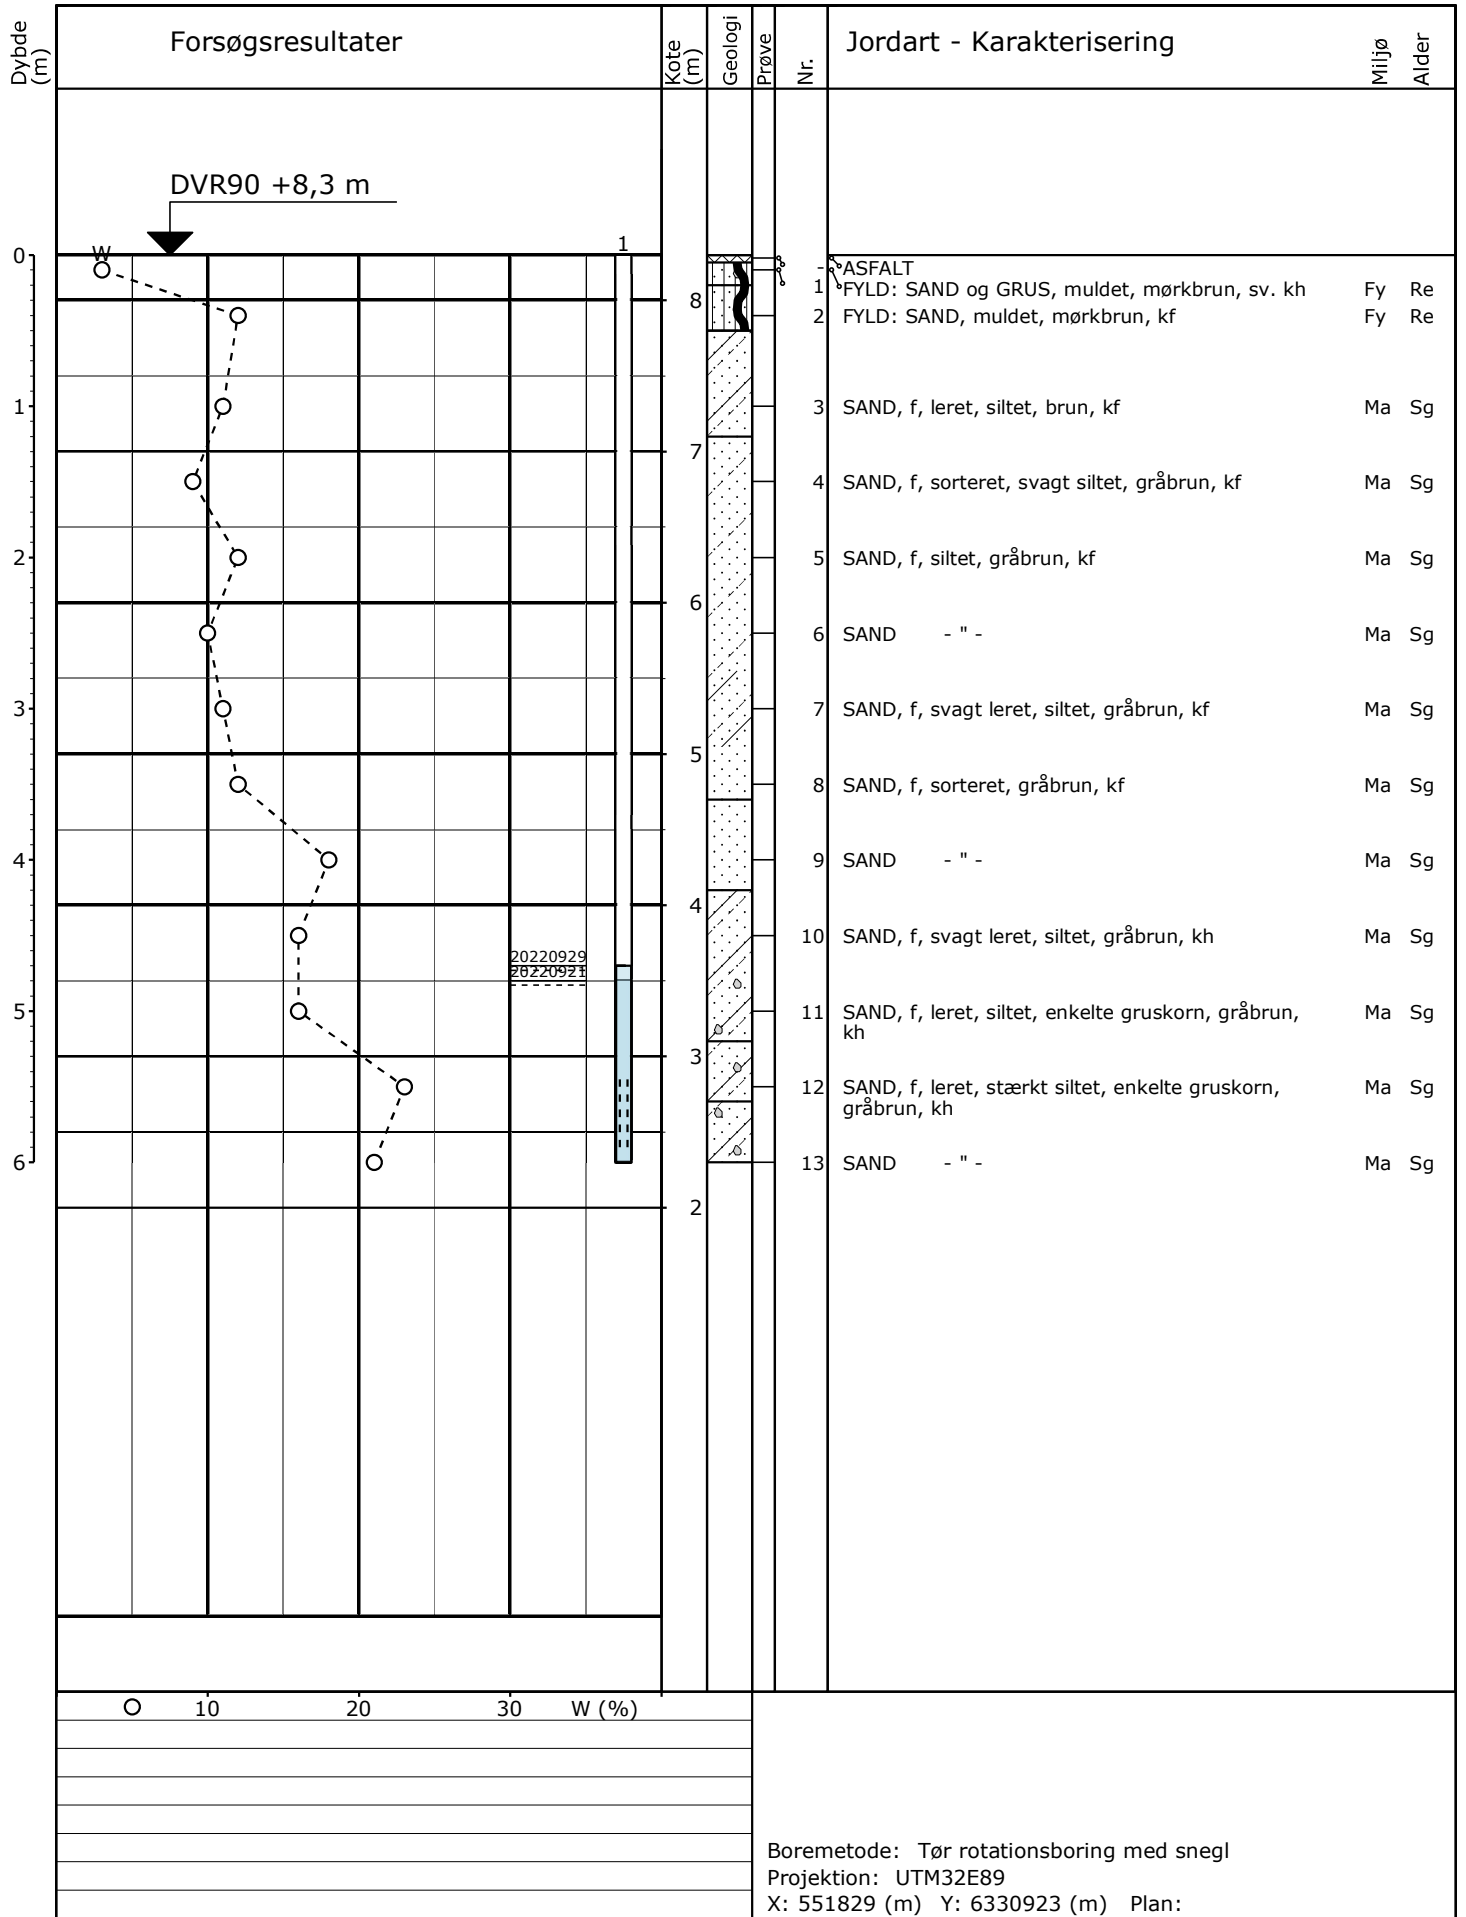 Dybde (m)
Forsøgsresultater
Kote (m)
Geologi
Prøve
Nr.
Jordart - Karakterisering
Miljø
Alder
DVR90 +8,3 m
0
W
1
- ASFALT
1 FYLD: SAND og GRUS, muldet, mørkbrun, sv. kh Fy Re
8
2 FYLD: SAND, muldet, mørkbrun, kf Fy Re
1
3 SAND, f, leret, siltet, brun, kf Ma Sg
7
4 SAND, f, sorteret, svagt siltet, gråbrun, kf Ma Sg
2
5 SAND, f, siltet, gråbrun, kf Ma Sg
6
6 SAND - " - Ma Sg
3
7 SAND, f, svagt leret, siltet, gråbrun, kf Ma Sg
5
8 SAND, f, sorteret, gråbrun, kf Ma Sg
4
9 SAND - " - Ma Sg
4
10 SAND, f, svagt leret, siltet, gråbrun, kh Ma Sg
20220929
20220921
5
11 SAND, f, leret, siltet, enkelte gruskorn, gråbrun, Ma Sg
kh
3
12 SAND, f, leret, stærkt siltet, enkelte gruskorn, Ma Sg
gråbrun, kh
6
13 SAND - " - Ma Sg
2
10 20 30 W (%)
Boremetode: Tør rotationsboring med snegl
Projektion: UTM32E89
X: 551829 (m) Y: 6330923 (m) Plan: